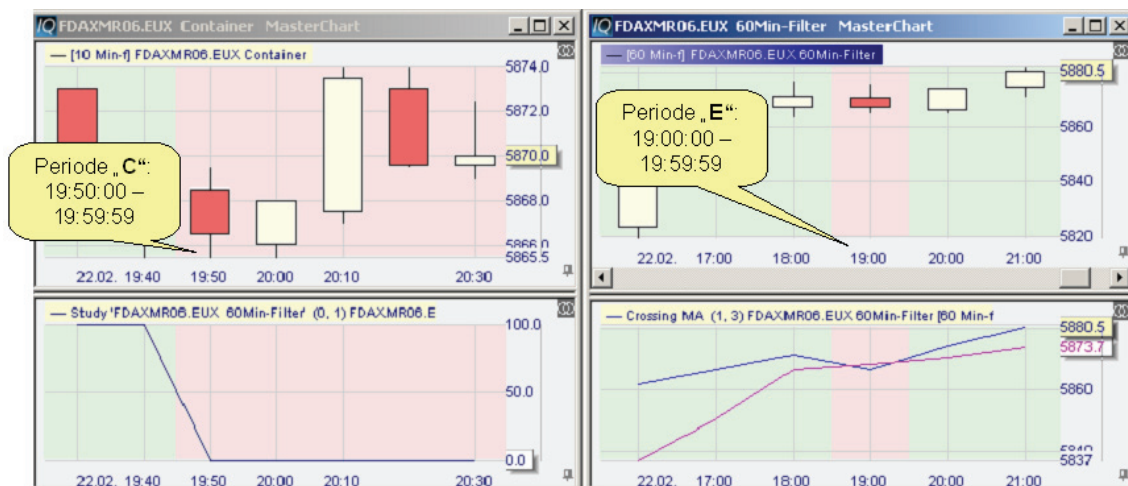 FDAXMR06.EUX Container MasterChart
[10 Min-f] FDAXMR06.EUX Container
5874.0
5872.0
5870.0
5868.0
5866.0
5865.5
Periode „C“:
19:50:00 –
19:59:59
22.02. 19:40 19:50 20:00 20:10 20:30
Study 'FDAXMR06.EUX 60Min-Filter' (0, 1) FDAXMR06.E
100.0
50.0
0.0
22.02. 19:40 19:50 20:00 20:10 20:30
FDAXMR06.EUX 60Min-Filter MasterChart
[60 Min-f] FDAXMR06.EUX 60Min-Filter
5880.5
5860
5840
5820
Periode „E“:
19:00:00 –
19:59:59
22.02. 17:00 18:00 19:00 20:00 21:00
Crossing MA (1, 3) FDAXMR06.EUX 60Min-Filter [60 Min-f
5880.5
5873.7
5860
5840
5837
22.02. 17:00 18:00 19:00 20:00 21:00